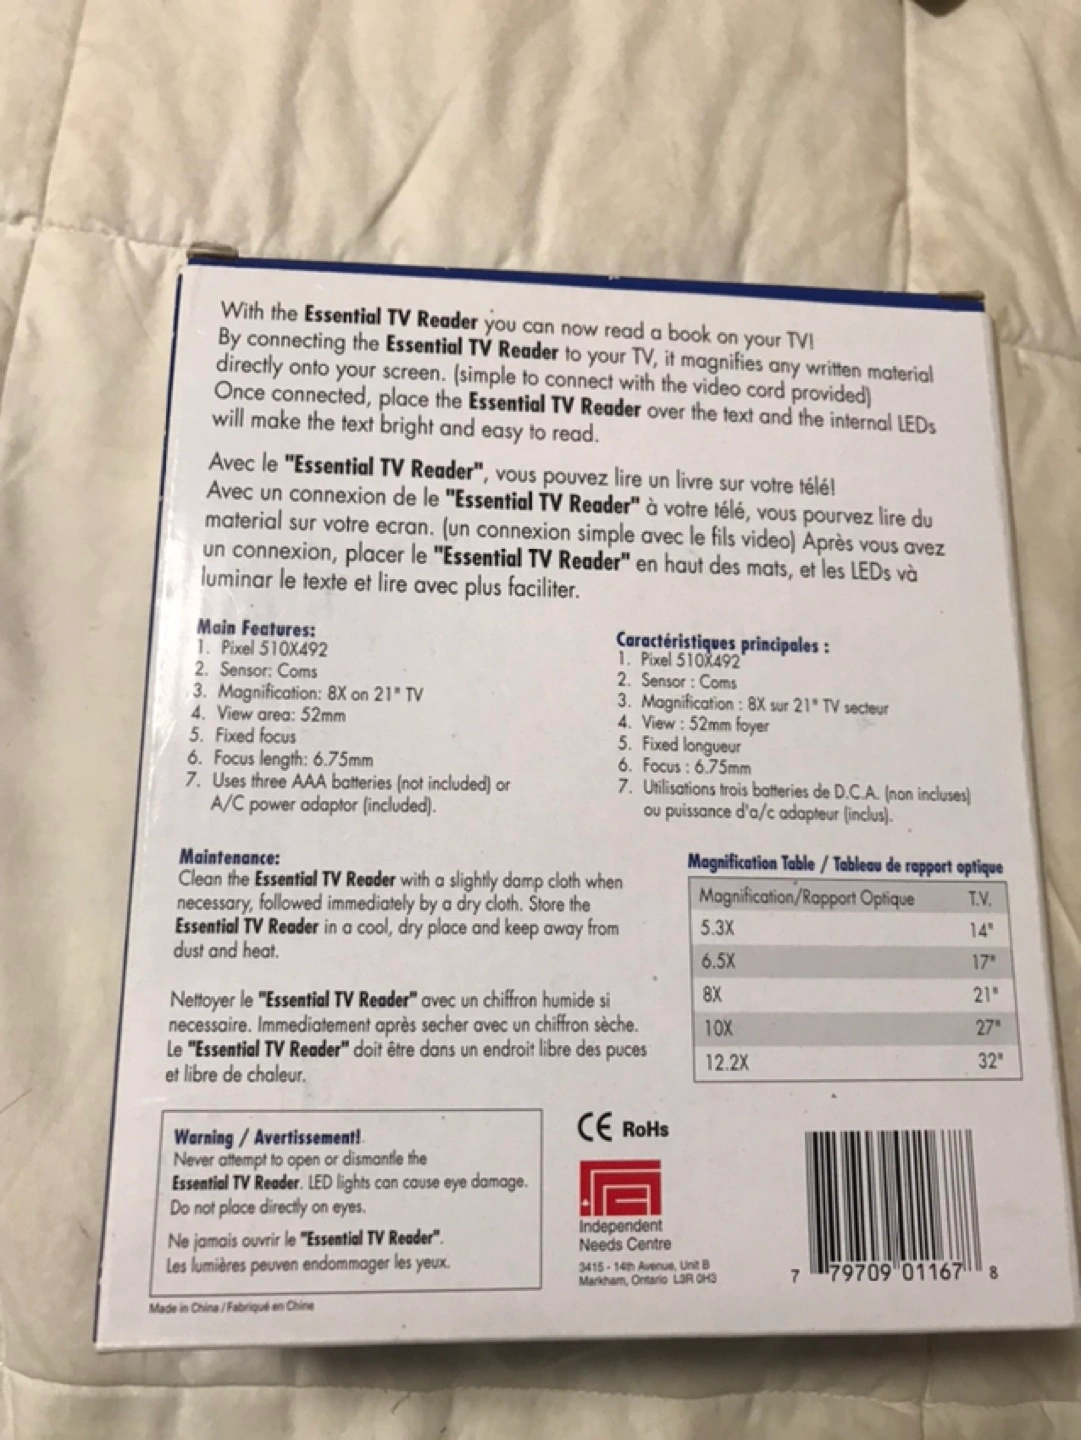 With the Essential TV Reader you can now read a book on your TV!
By connecting the Essential TV Reader to your TV, it magnifies any written material
directly onto your screen. (simple to connect with the video cord provided)
Once connected, place the Essential TV Reader over the text and the internal LEDs
will make the text bright and easy to read.
Avec le "Essential TV Reader", vous pouvez lire un livre sur votre télé!
Avec un connexion de le "Essential TV Reader" à votre télé, vous pourvez lire du
material sur votre ecran. (un connexion simple avec le fils video) Après vous avez
un connexion, placer le "Essential TV Reader" en haut des mats, et les LEDs và
luminar le texte et lire avec plus faciliter.
Main Features:
1. Pixel 510X492
2. Sensor: Coms
3. Magnification: 8X on 21" TV
4. View area: 52mm
5. Fixed focus
6. Focus length: 6.75mm
7. Uses three AAA batteries (not included) or
A/C power adaptor (included).
Caractéristiques principales :
1. Pixel 510X492
2. Sensor : Coms
3. Magnification : 8X sur 21" TV secteur
4. View : 52mm foyer
5. Fixed longueur
6. Focus : 6.75mm
7. Utilisations trois batteries de D.C.A. (non incluses)
ou puissance d'a/c adapteur (inclus).
Maintenance:
Clean the Essential TV Reader with a slightly damp cloth when
necessary, followed immediately by a dry cloth. Store the
Essential TV Reader in a cool, dry place and keep away from
dust and heat.
Nettoyer le "Essential TV Reader" avec un chiffron humide si
necessaire. Immediatement après secher avec un chiffron sèche.
Le "Essential TV Reader" doit être dans un endroit libre des puces
et libre de chaleur.
Magnification Table / Tableau de rapport optique
Magnification/Rapport Optique T.V.
5.3X 14"
6.5X 17"
8X 21"
10X 27"
12.2X 32"
Warning / Avertissement!
Never attempt to open or dismantle the
Essential TV Reader. LED lights can cause eye damage.
Do not place directly on eyes.
Ne jamais ouvrir le "Essential TV Reader".
Les lumières peuven endommager les yeux.
Made in China / Fabriqué en Chine
CE RoHs
Independent
Needs Centre
3415 - 14th Avenue, Unit B
Markham, Ontario L3R 0H3
7 79709 01167 8